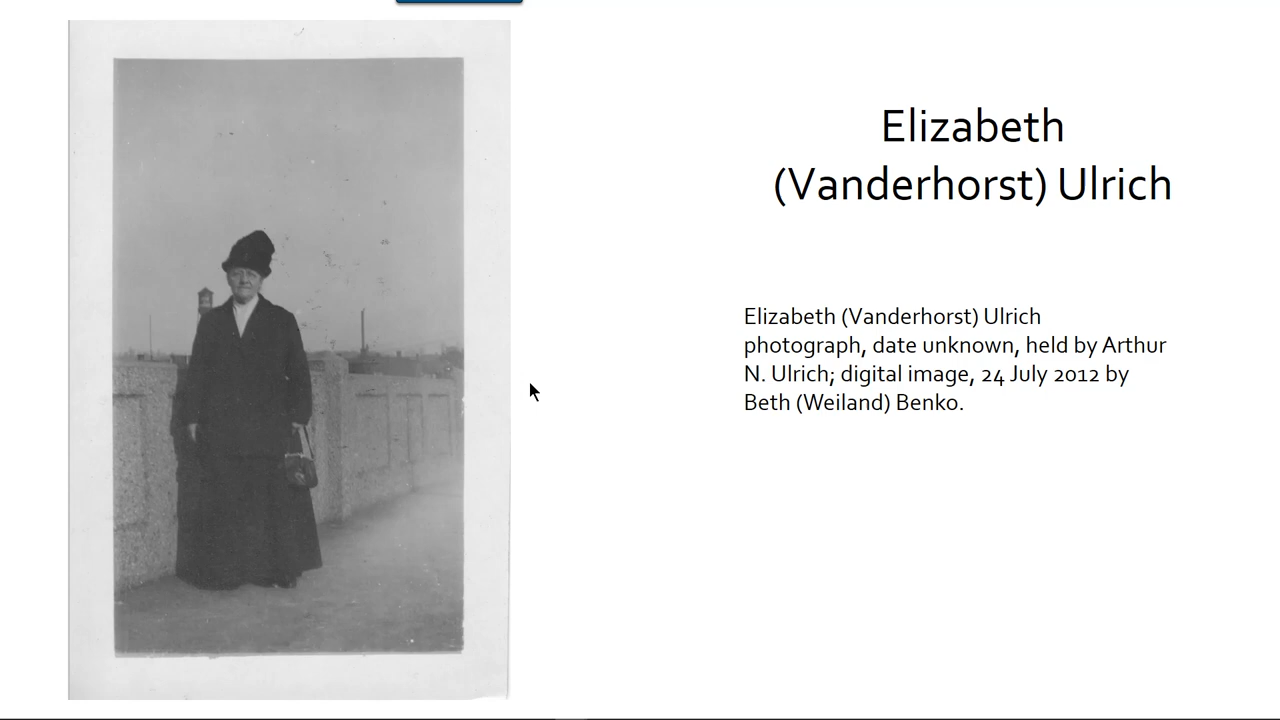 Elizabeth
(Vanderhorst) Ulrich
Elizabeth (Vanderhorst) Ulrich
photograph, date unknown, held by Arthur
N. Ulrich; digital image, 24 July 2012 by
Beth (Weiland) Benko.